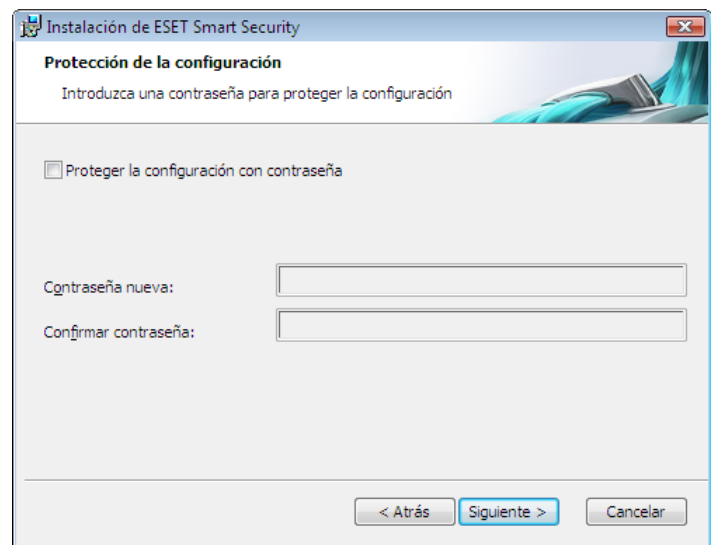 Instalación de ESET Smart Security
Protección de la configuración
Introduzca una contraseña para proteger la configuración
Proteger la configuración con contraseña
Contraseña nueva:
Confirmar contraseña:
< Atrás
Siguiente >
Cancelar